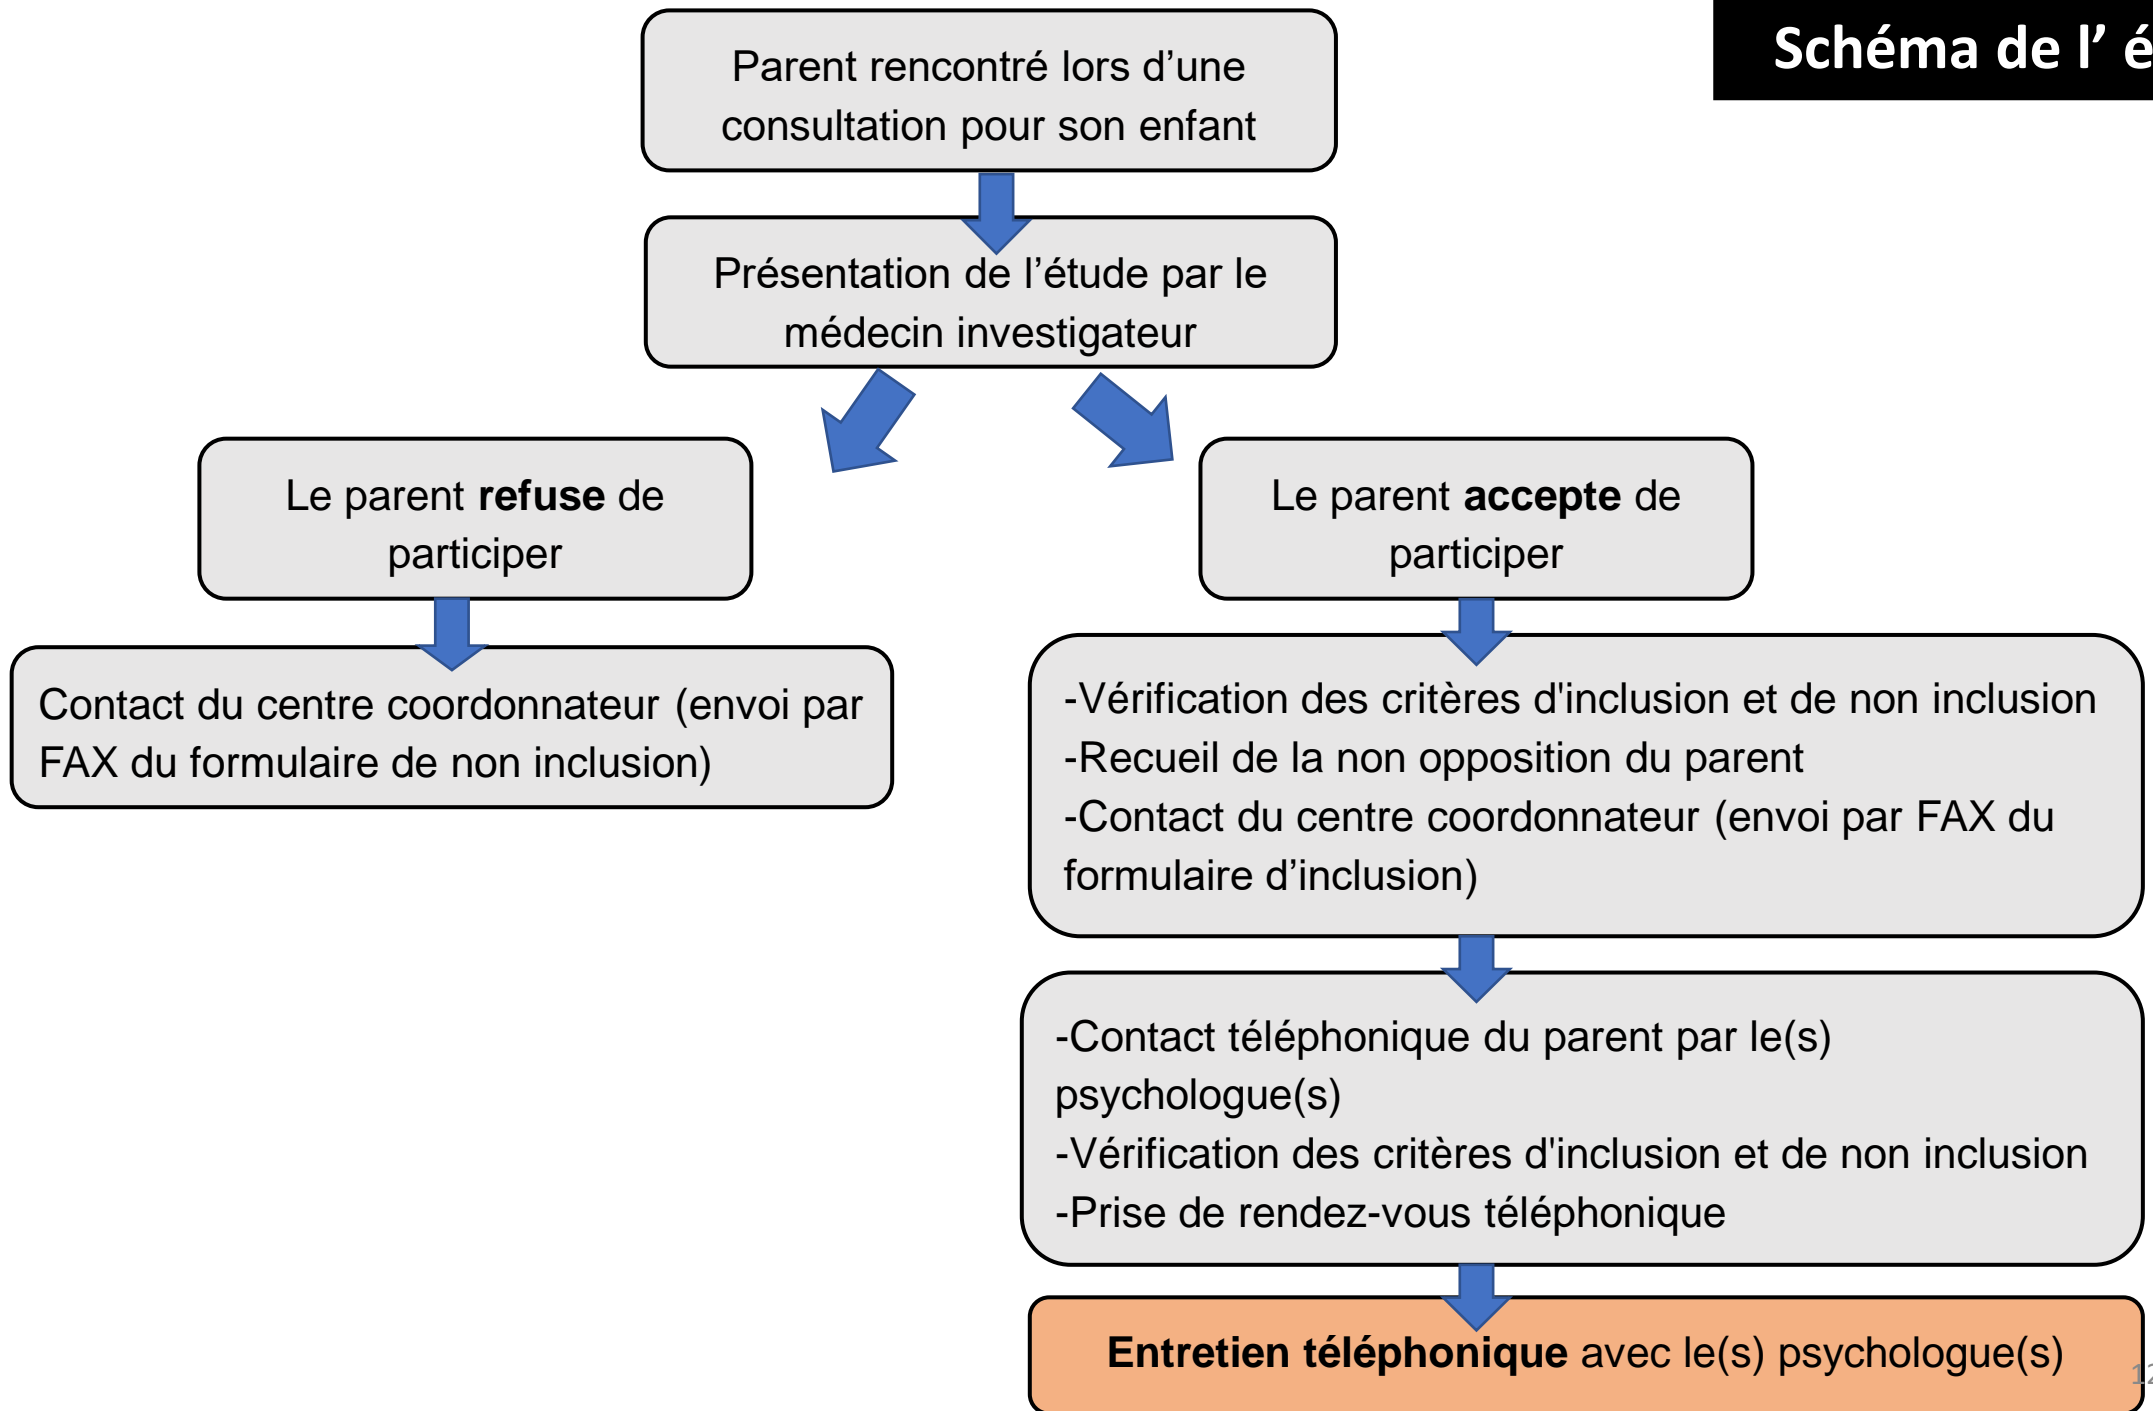 Schéma de l’ é
Parent rencontré lors d’une
consultation pour son enfant
Présentation de l’étude par le
médecin investigateur
Le parent refuse de
participer
Le parent accepte de
participer
Contact du centre coordonnateur (envoi par
FAX du formulaire de non inclusion)
-Vérification des critères d'inclusion et de non inclusion
-Recueil de la non opposition du parent
-Contact du centre coordonnateur (envoi par FAX du
formulaire d’inclusion)
-Contact téléphonique du parent par le(s)
psychologue(s)
-Vérification des critères d'inclusion et de non inclusion
-Prise de rendez-vous téléphonique
Entretien téléphonique avec le(s) psychologue(s)
12